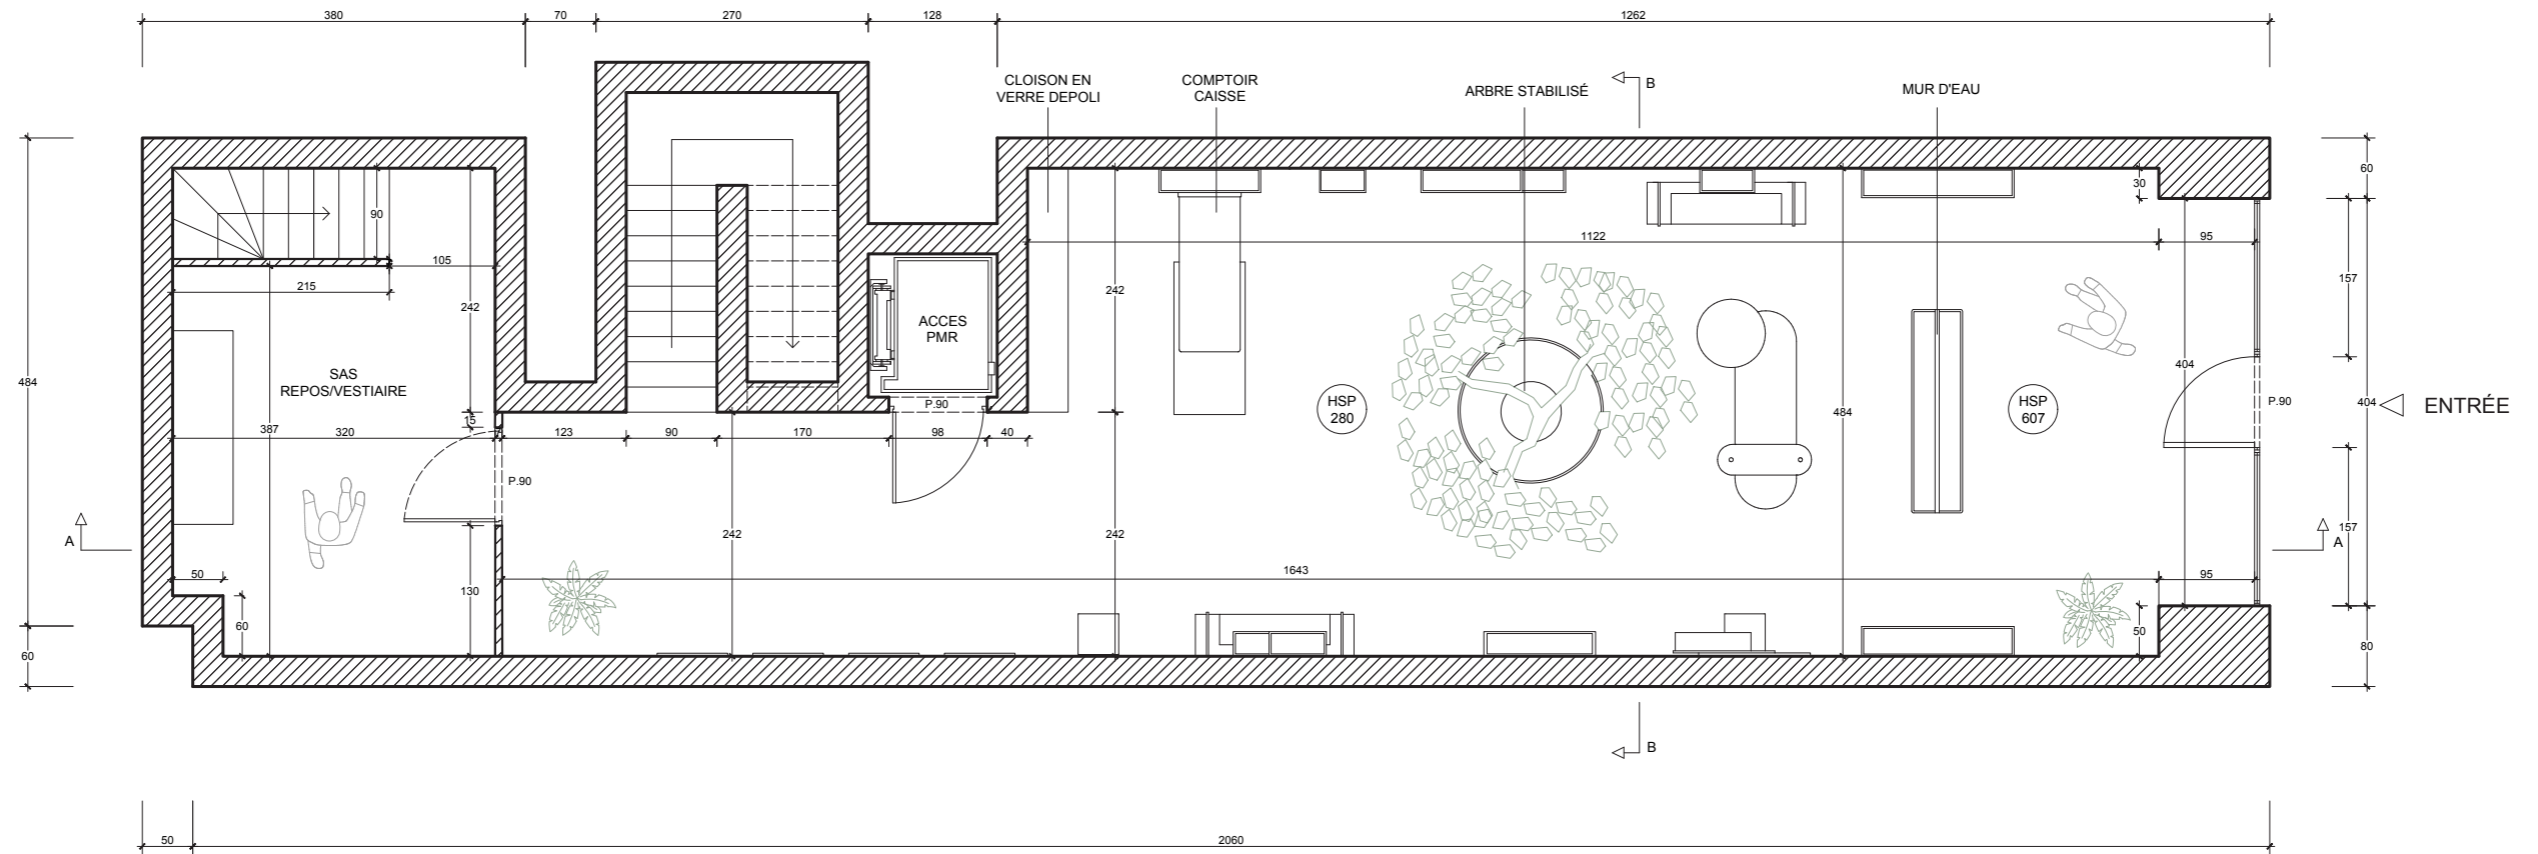 380
70
270
128
1262
CLOISON EN
VERRE DEPOLI
COMPTOIR
CAISSE
ARBRE STABILISÉ
B
MUR D'EAU
60
30
90
105
215
242
1122
95
157
242
ACCES
PMR
SAS
REPOS/VESTIAIRE
484
404
HSP
280
484
HSP
607
P.90
404
ENTRÉE
P.90
15
387
320
123
90
170
98
40
P.90
A
242
242
157
A
50
1643
95
130
60
50
60
80
B
50
2060